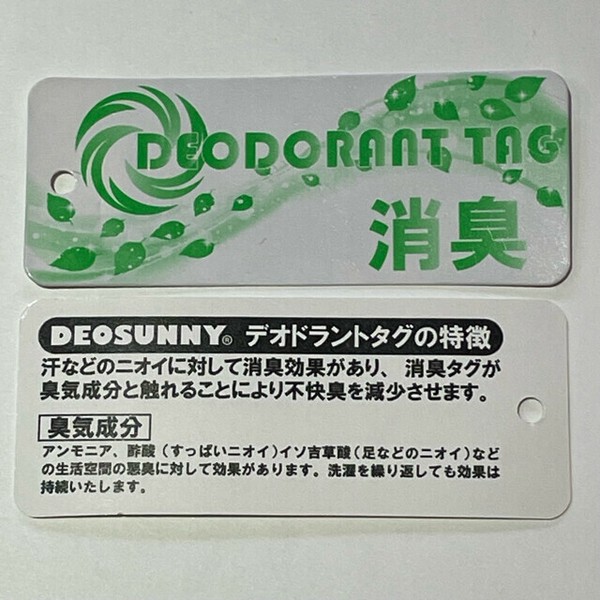 DEODORANT TAG
消臭
DEOSUNNY® デオドラントタグの特徴
汗などのニオイに対して消臭効果があり、消臭タグが
臭気成分と触れることにより不快臭を減少させます。
臭気成分
アンモニア、酢酸(すっぱいニオイ)イソ吉草酸(足などのニオイ)など
の生活空間の悪臭に対して効果があります。洗濯を繰り返しても効果は
持続いたします。